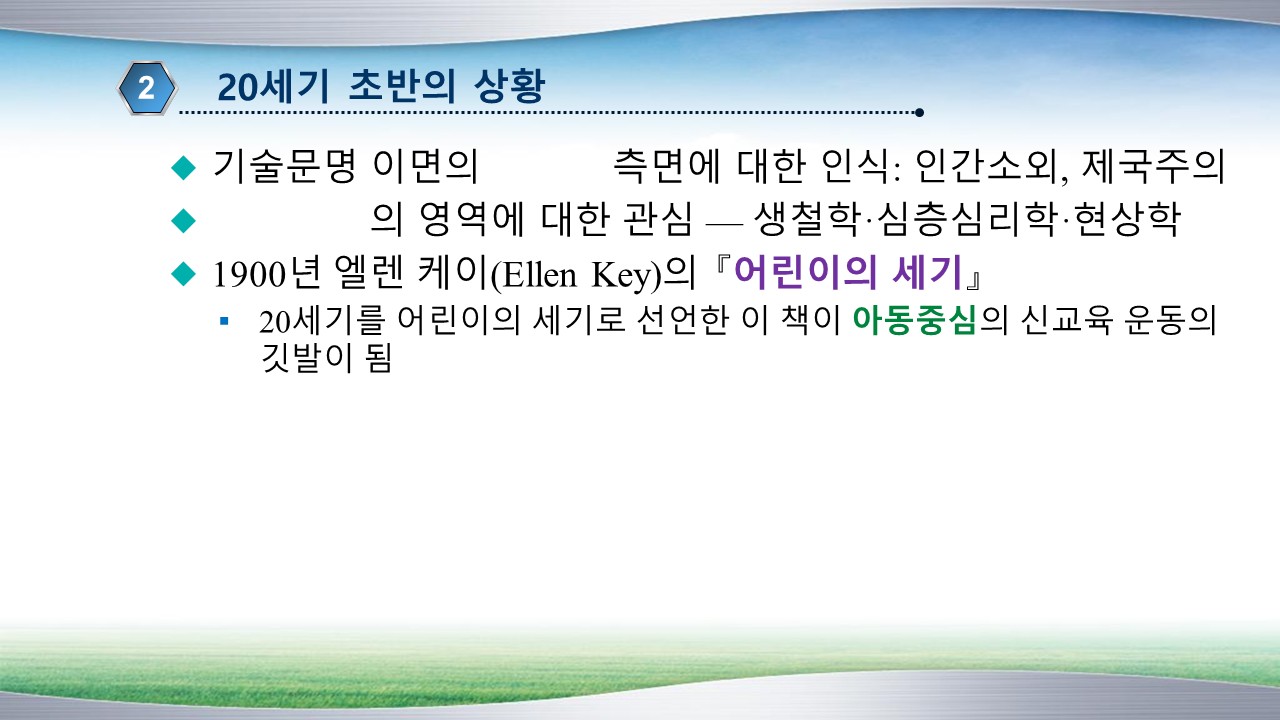 2 20세기 초반의 상황
기술문명 이면의 측면에 대한 인식: 인간소외, 제국주의
의 영역에 대한 관심 — 생철학·심층심리학·현상학
1900년 엘렌 케이(Ellen Key)의 『어린이의 세기』
20세기를 어린이의 세기로 선언한 이 책이 아동중심의 신교육 운동의
깃발이 됨